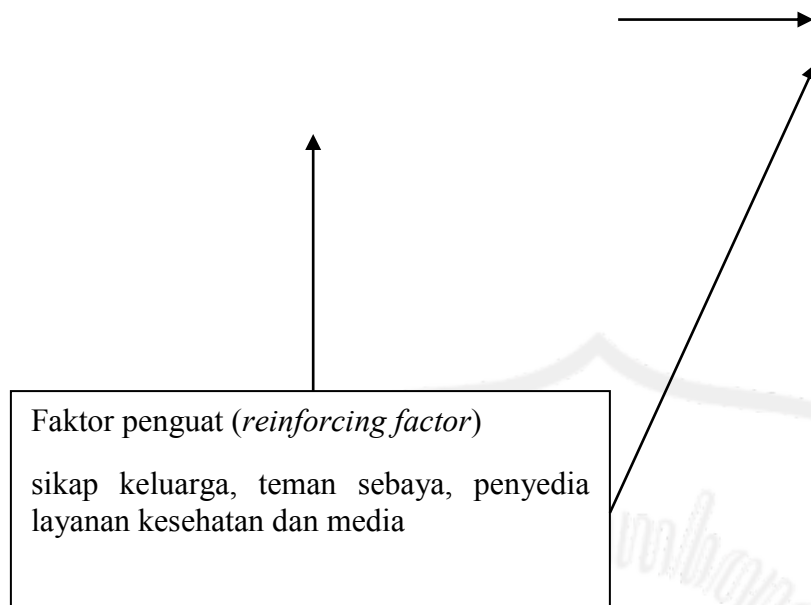 Faktor penguat (reinforcing factor)
sikap keluarga, teman sebaya, penyedia
layanan kesehatan dan media